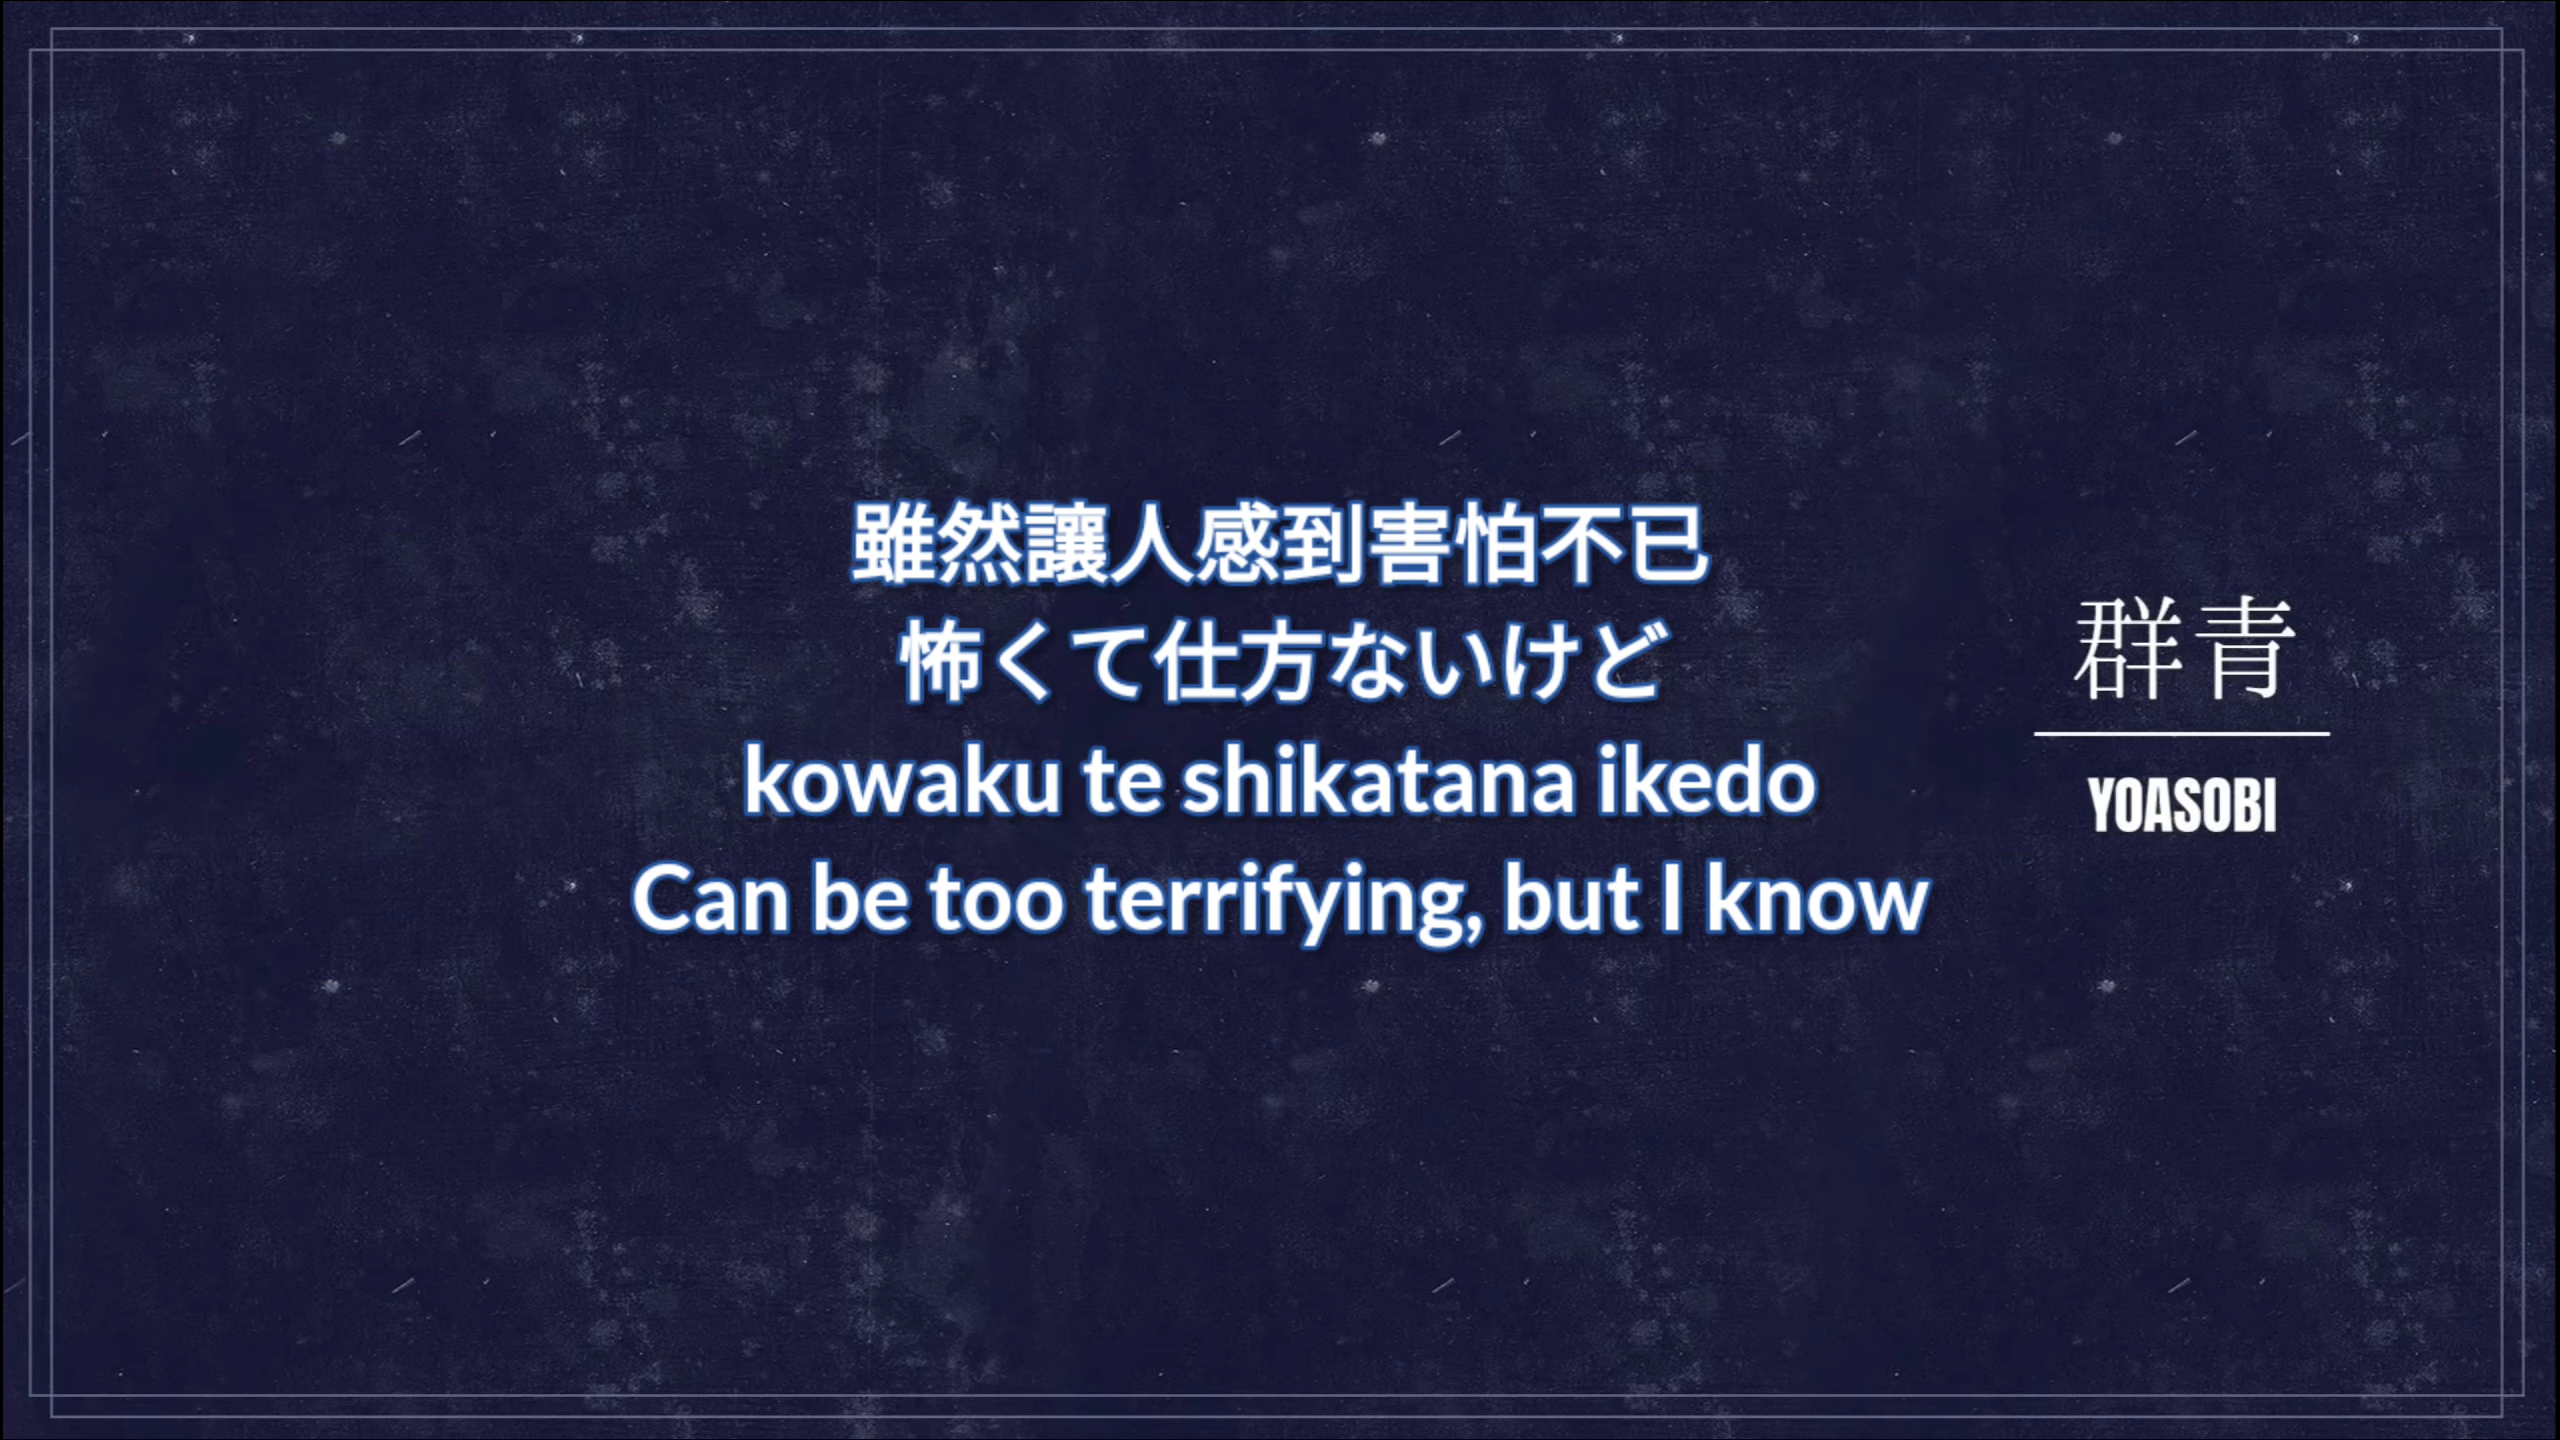 雖然讓人感到害怕不已
怖くて仕方ないけど
kowaku te shikatana ikedo
Can be too terrifying, but I know
群青
YOASOBI